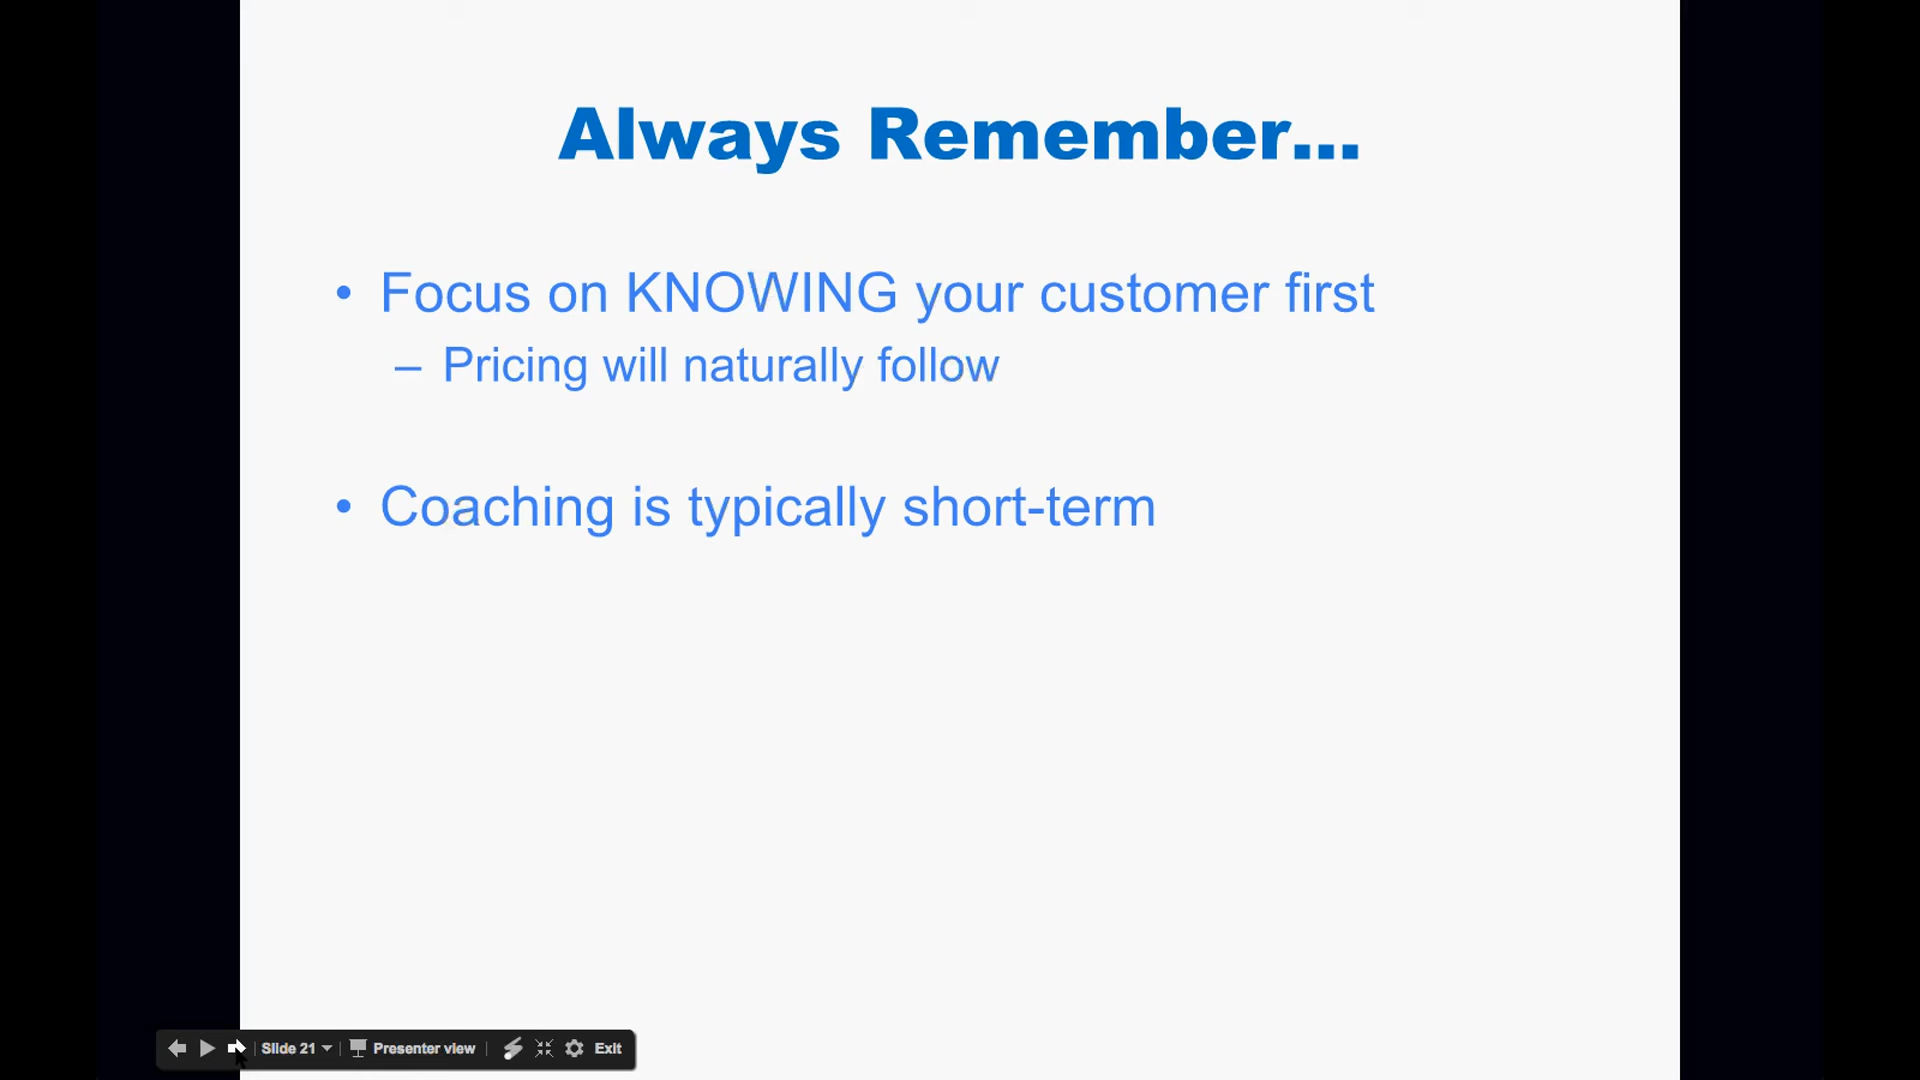 Always Remember...
• Focus on KNOWING your customer first
– Pricing will naturally follow
• Coaching is typically short-term
Slide 21
Presenter view
Exit